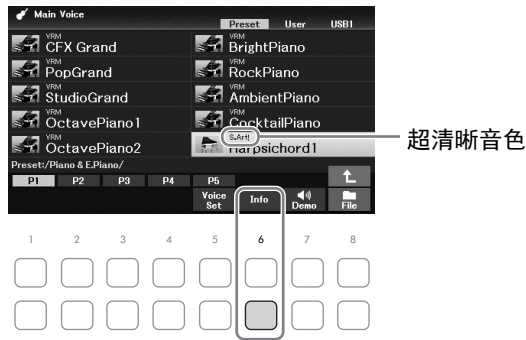 Main Voice
Preset User USB1
VRM VRM
CFX Grand BrightPiano
VRM VRM
PopGrand RockPiano
VRM VRM
StudioGrand AmbientPiano
VRM VRM
OctavePiano1 CocktailPiano
VRM S.Art!
OctavePiano2 Harpsichord1
超清晰音色
Preset:/Piano & E.Piano/
P1 P2 P3 P4 P5
Voice Set Info Demo File
1 2 3 4 5 6 7 8